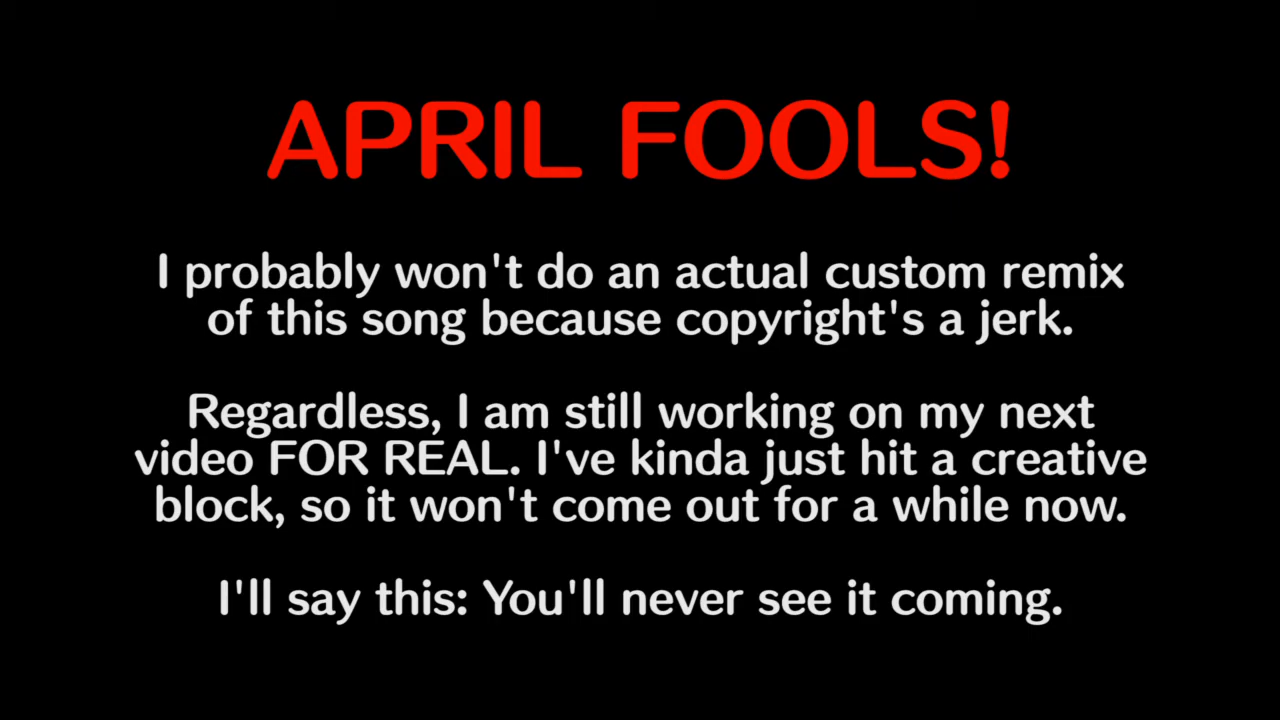 APRIL FOOLS!
I probably won't do an actual custom remix
of this song because copyright's a jerk.
Regardless, I am still working on my next
video FOR REAL. I've kinda just hit a creative
block, so it won't come out for a while now.
I'll say this: You'll never see it coming.